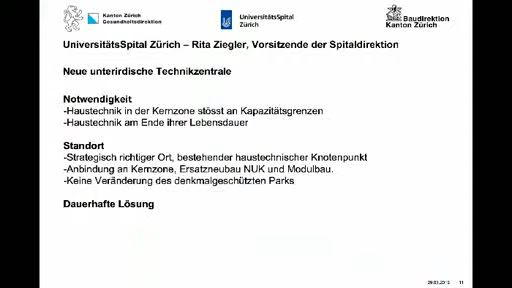 Kanton Zürich
Gesundheitsdirektion
UniversitätsSpital
Zürich
Baudirektion
Kanton Zürich
UniversitätsSpital Zürich – Rita Ziegler, Vorsitzende der Spitaldirektion
Neue unterirdische Technikzentrale
Notwendigkeit
-Haustechnik in der Kernzone stösst an Kapazitätsgrenzen
-Haustechnik am Ende ihrer Lebensdauer
Standort
-Strategisch richtiger Ort, bestehender haustechnischer Knotenpunkt
-Anbindung an Kernzone, Ersatzneubau NUK und Modulbau.
-Keine Veränderung des denkmalgeschützten Parks
Dauerhafte Lösung
11